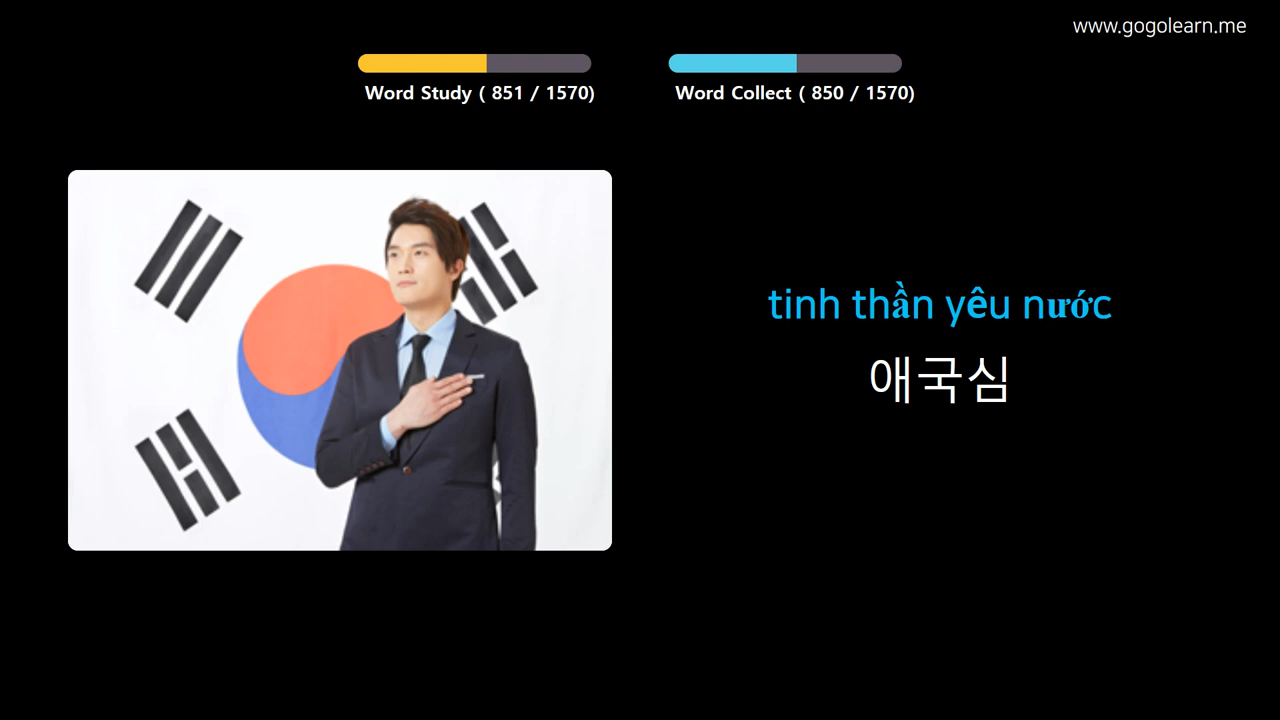 www.gogolearn.me
Word Study ( 851 / 1570)
Word Collect ( 850 / 1570)
tinh thần yêu nước
애국심